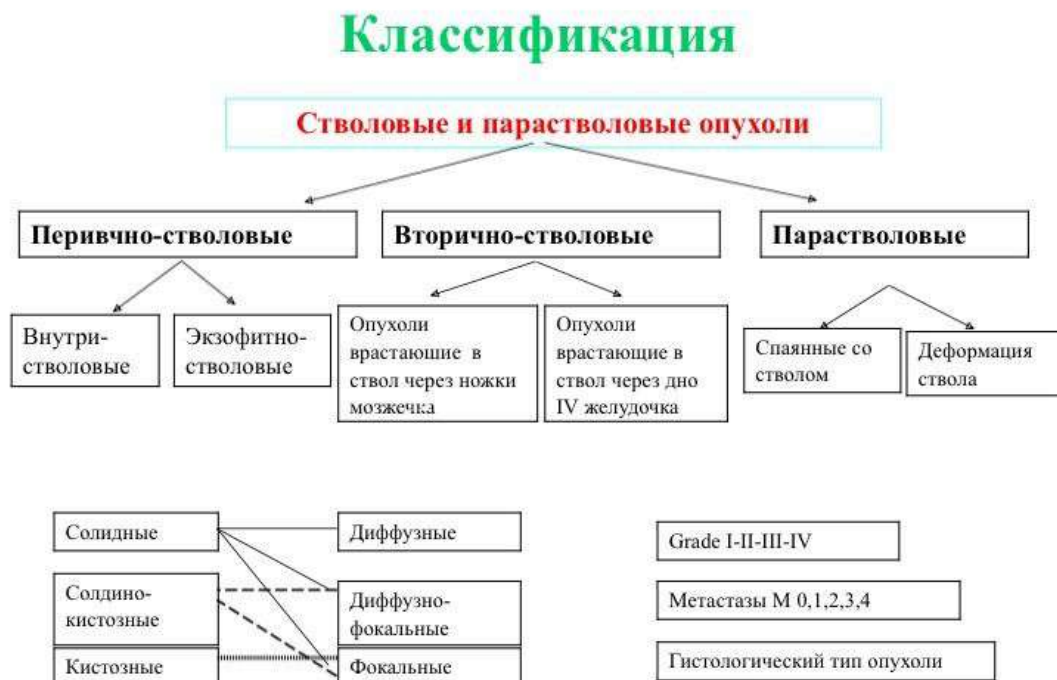 Классификация
Стволовые и парастволовые опухоли
Перивчно-стволовые
Вторично-стволовые
Парастволовые
Внутри-
стволовые
Экзофитно-
стволовые
Опухоли
врастаюшие в
ствол через ножки
мозжечка
Опухоли
врастающие в
ствол через дно
IV желудочка
Спаянные со
стволом
Деформация
ствола
Солидные
Диффузные
Grade I-II-III-IV
Солдино-
кистозные
Диффузно-
фокальные
Метастазы М 0,1,2,3,4
Кистозные
Фокальные
Гистологический тип опухоли